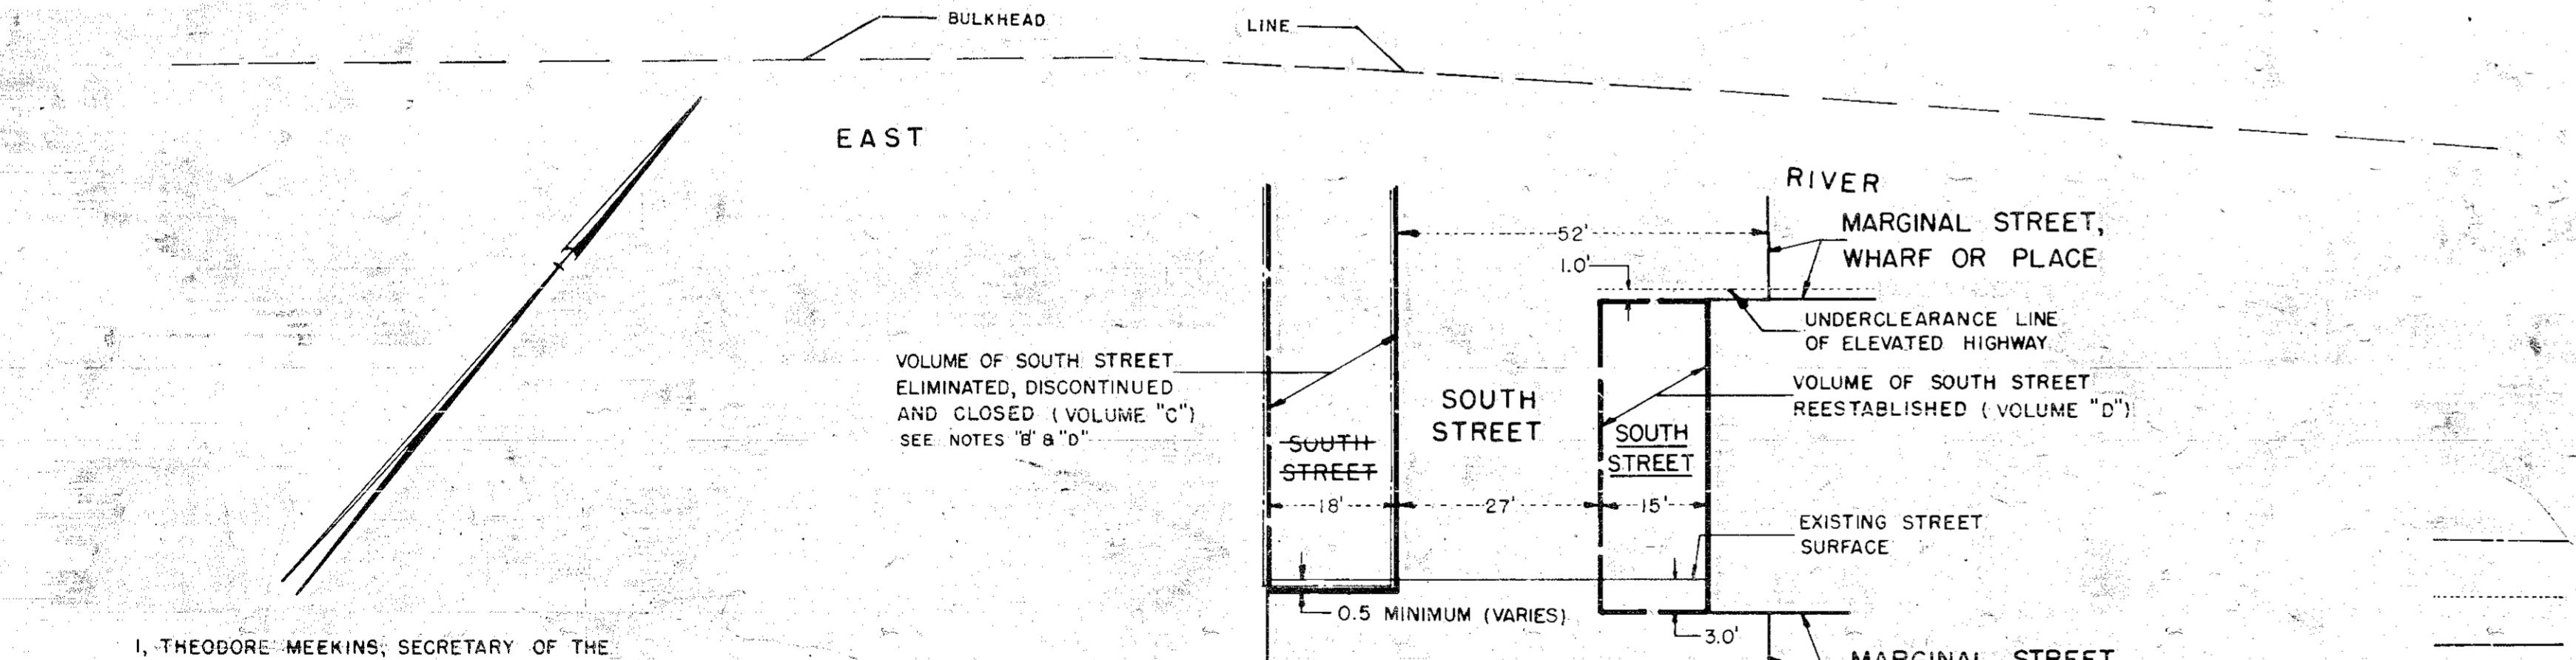 BULKHEAD
LINE
EAST
RIVER
52'
MARGINAL STREET,
WHARF OR PLACE
1.0'
UNDERCLEARANCE LINE
OF ELEVATED HIGHWAY
VOLUME OF SOUTH STREET
ELIMINATED, DISCONTINUED
AND CLOSED (VOLUME "C")
SEE NOTES "B" & "D"
VOLUME OF SOUTH STREET
REESTABLISHED (VOLUME "D")
SOUTH
STREET
SOUTH
STREET
SOUTH
STREET
18'
27'
15'
EXISTING STREET
SURFACE
0.5 MINIMUM (VARIES)
3.0'
I, THEODORE MEEKINS, SECRETARY OF THE
MARGINAL STREET